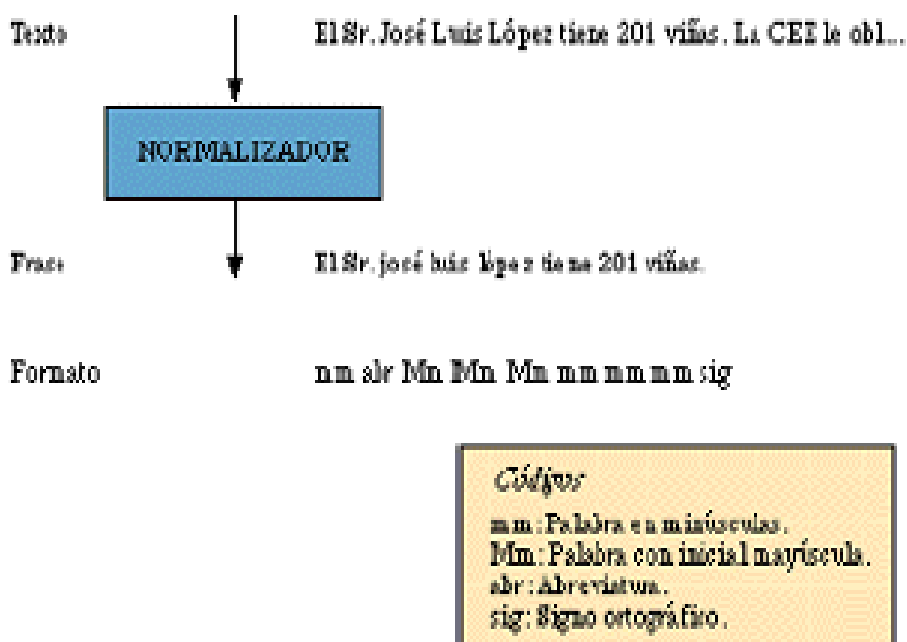 Texto
El Sr. José Luis López tiene 201 viñas. La CEE le obl...
NORMALIZADOR
Frase
El Sr. josé luis lópez tiene 201 viñas.
Formato
mm abr Mm Mm Mm mm mm mm sig
Códigos
mm: Palabra en minúsculas.
Mm: Palabra con inicial mayúscula.
abr: Abreviatura.
sig: Signo ortográfico.